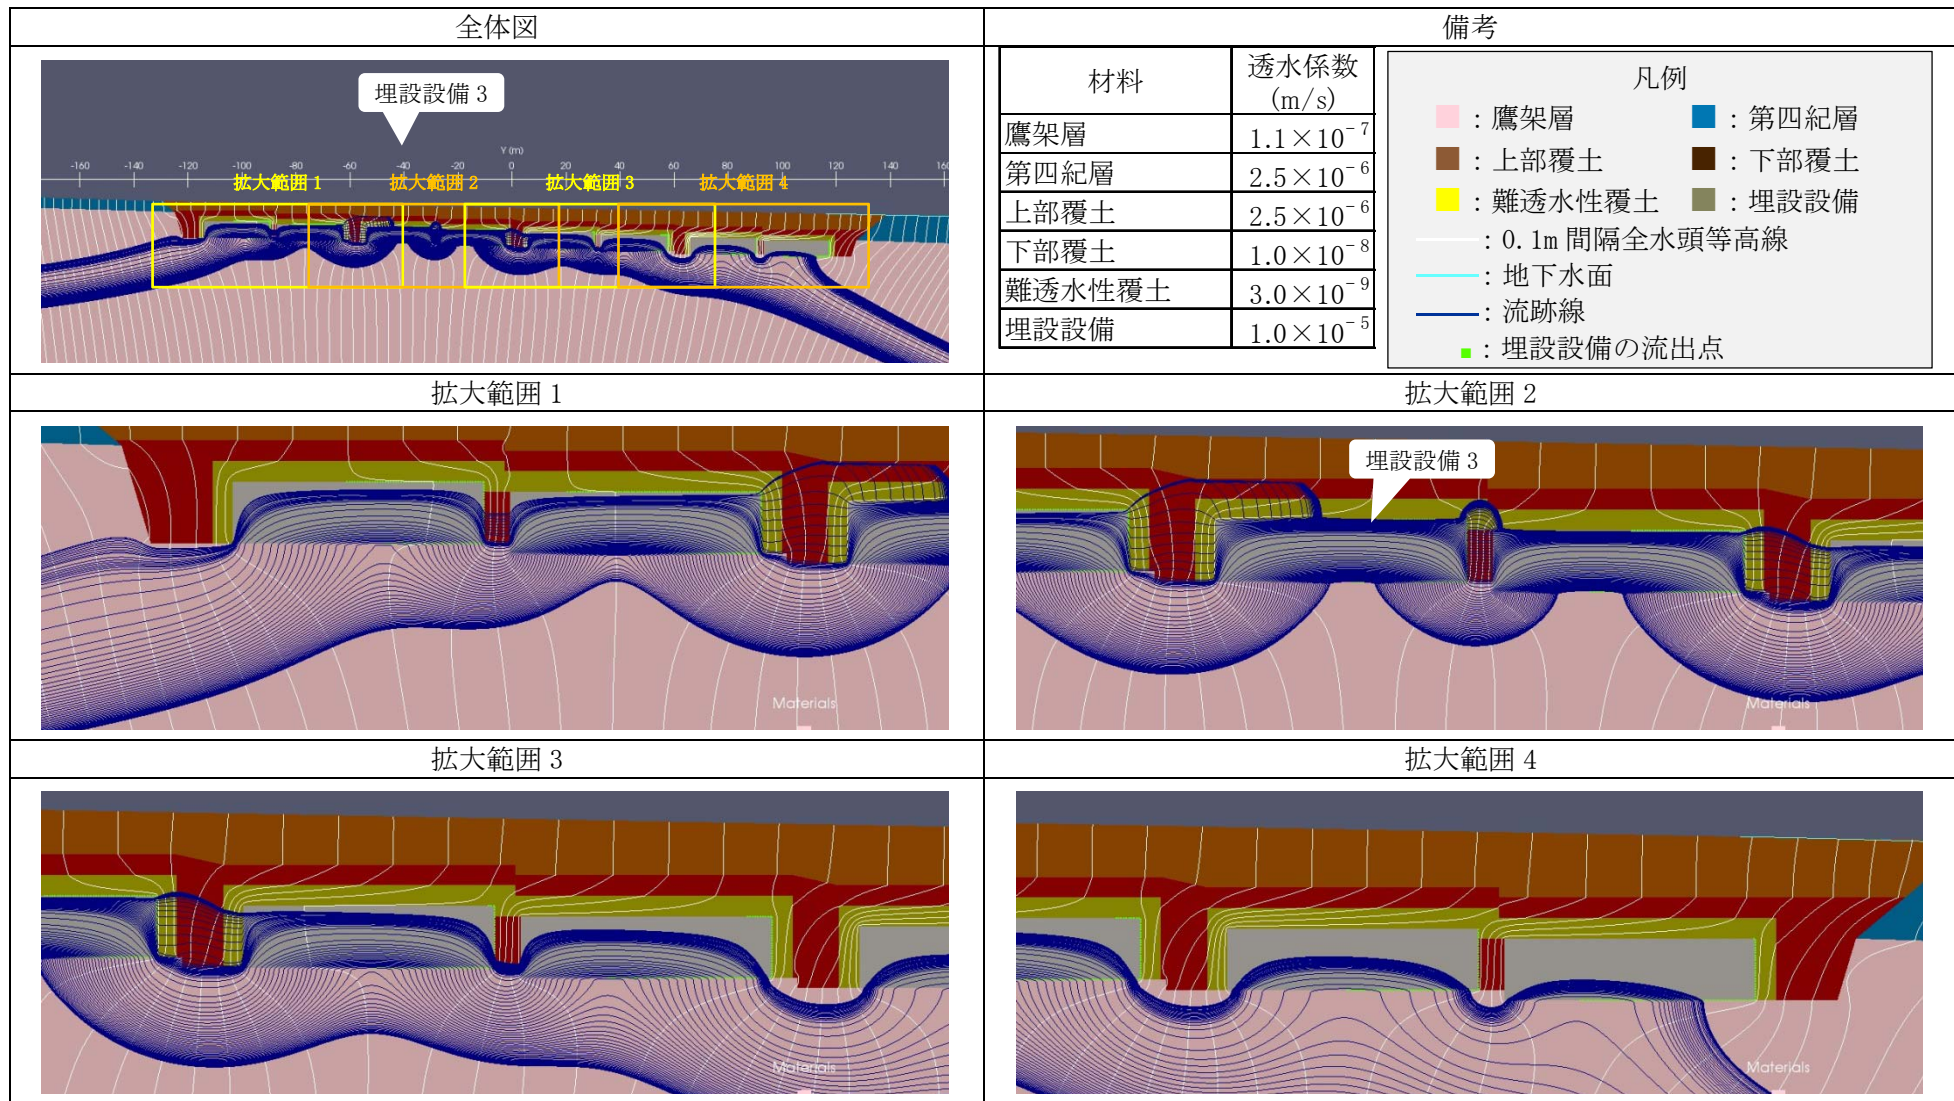 全体図
備考
埋設設備 3
Y (m)
-160 -140 -120 -100 -80 -60 -40 -20 0 20 40 60 80 100 120 140 160
拡大範囲 1 拡大範囲 2 拡大範囲 3 拡大範囲 4
材料 透水係数
(m/s)
鷹架層 1.1×10⁻⁷
第四紀層 2.5×10⁻⁶
上部覆土 2.5×10⁻⁶
下部覆土 1.0×10⁻⁸
難透水性覆土 3.0×10⁻⁹
埋設設備 1.0×10⁻⁵
凡例
：鷹架層 ：第四紀層
：上部覆土 ：下部覆土
：難透水性覆土 ：埋設設備
：0.1m 間隔全水頭等高線
：地下水面
：流跡線
：埋設設備の流出点
拡大範囲 1
拡大範囲 2
Materials
埋設設備 3
Materials
拡大範囲 3
拡大範囲 4
Materials
Materials